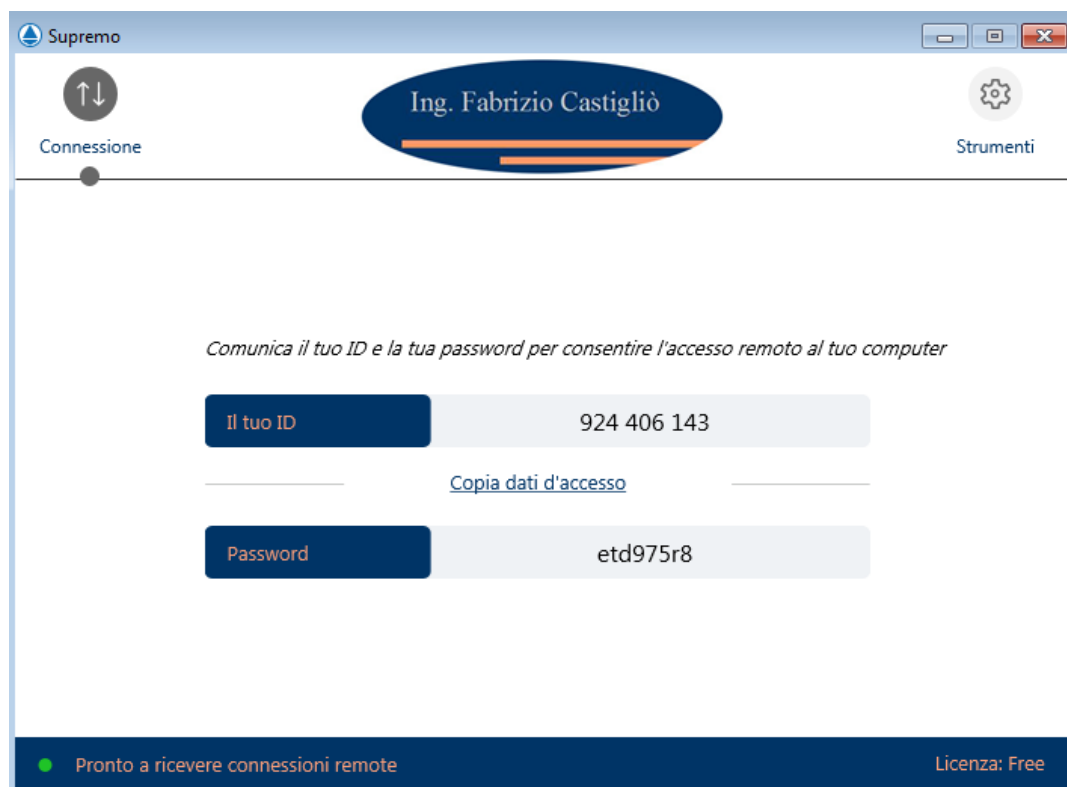 Supremo
Connessione
Ing. Fabrizio Castigliò
Strumenti
Comunica il tuo ID e la tua password per consentire l'accesso remoto al tuo computer
Il tuo ID
924 406 143
Copia dati d'accesso
Password
etd975r8
Pronto a ricevere connessioni remote
Licenza: Free